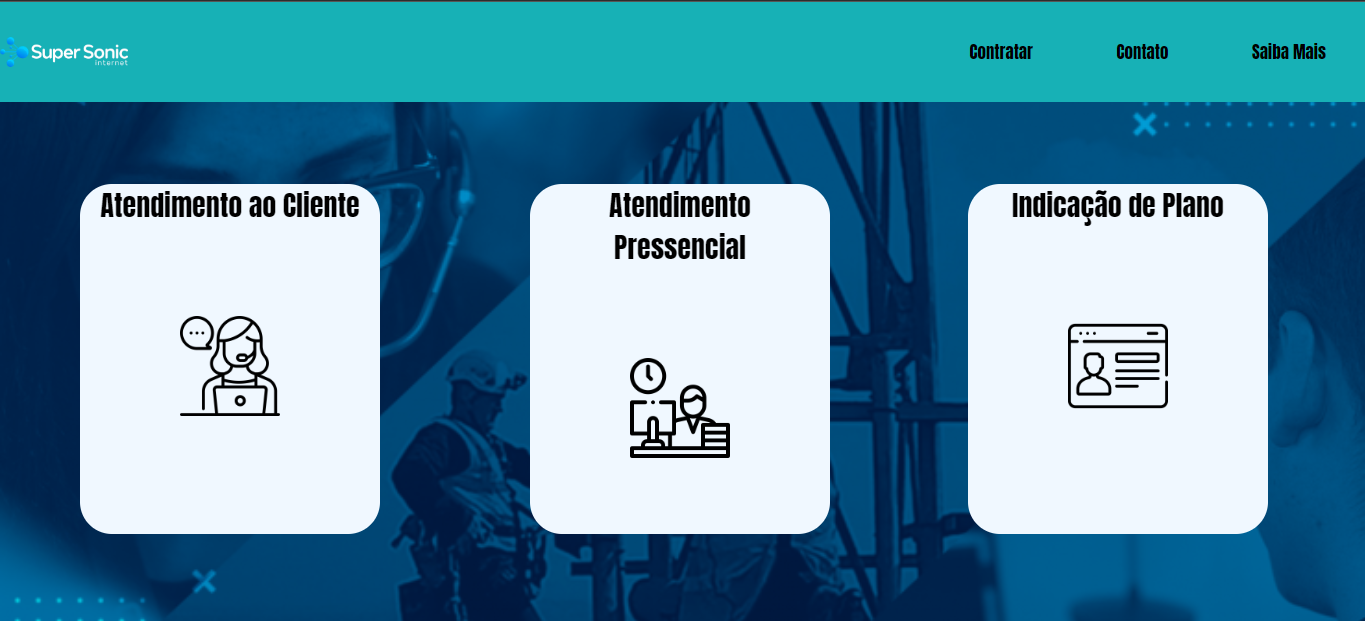 Super Sonic
internet
Contratar
Contato
Saiba Mais
Atendimento ao Cliente
Atendimento
Pressencial
Indicação de Plano